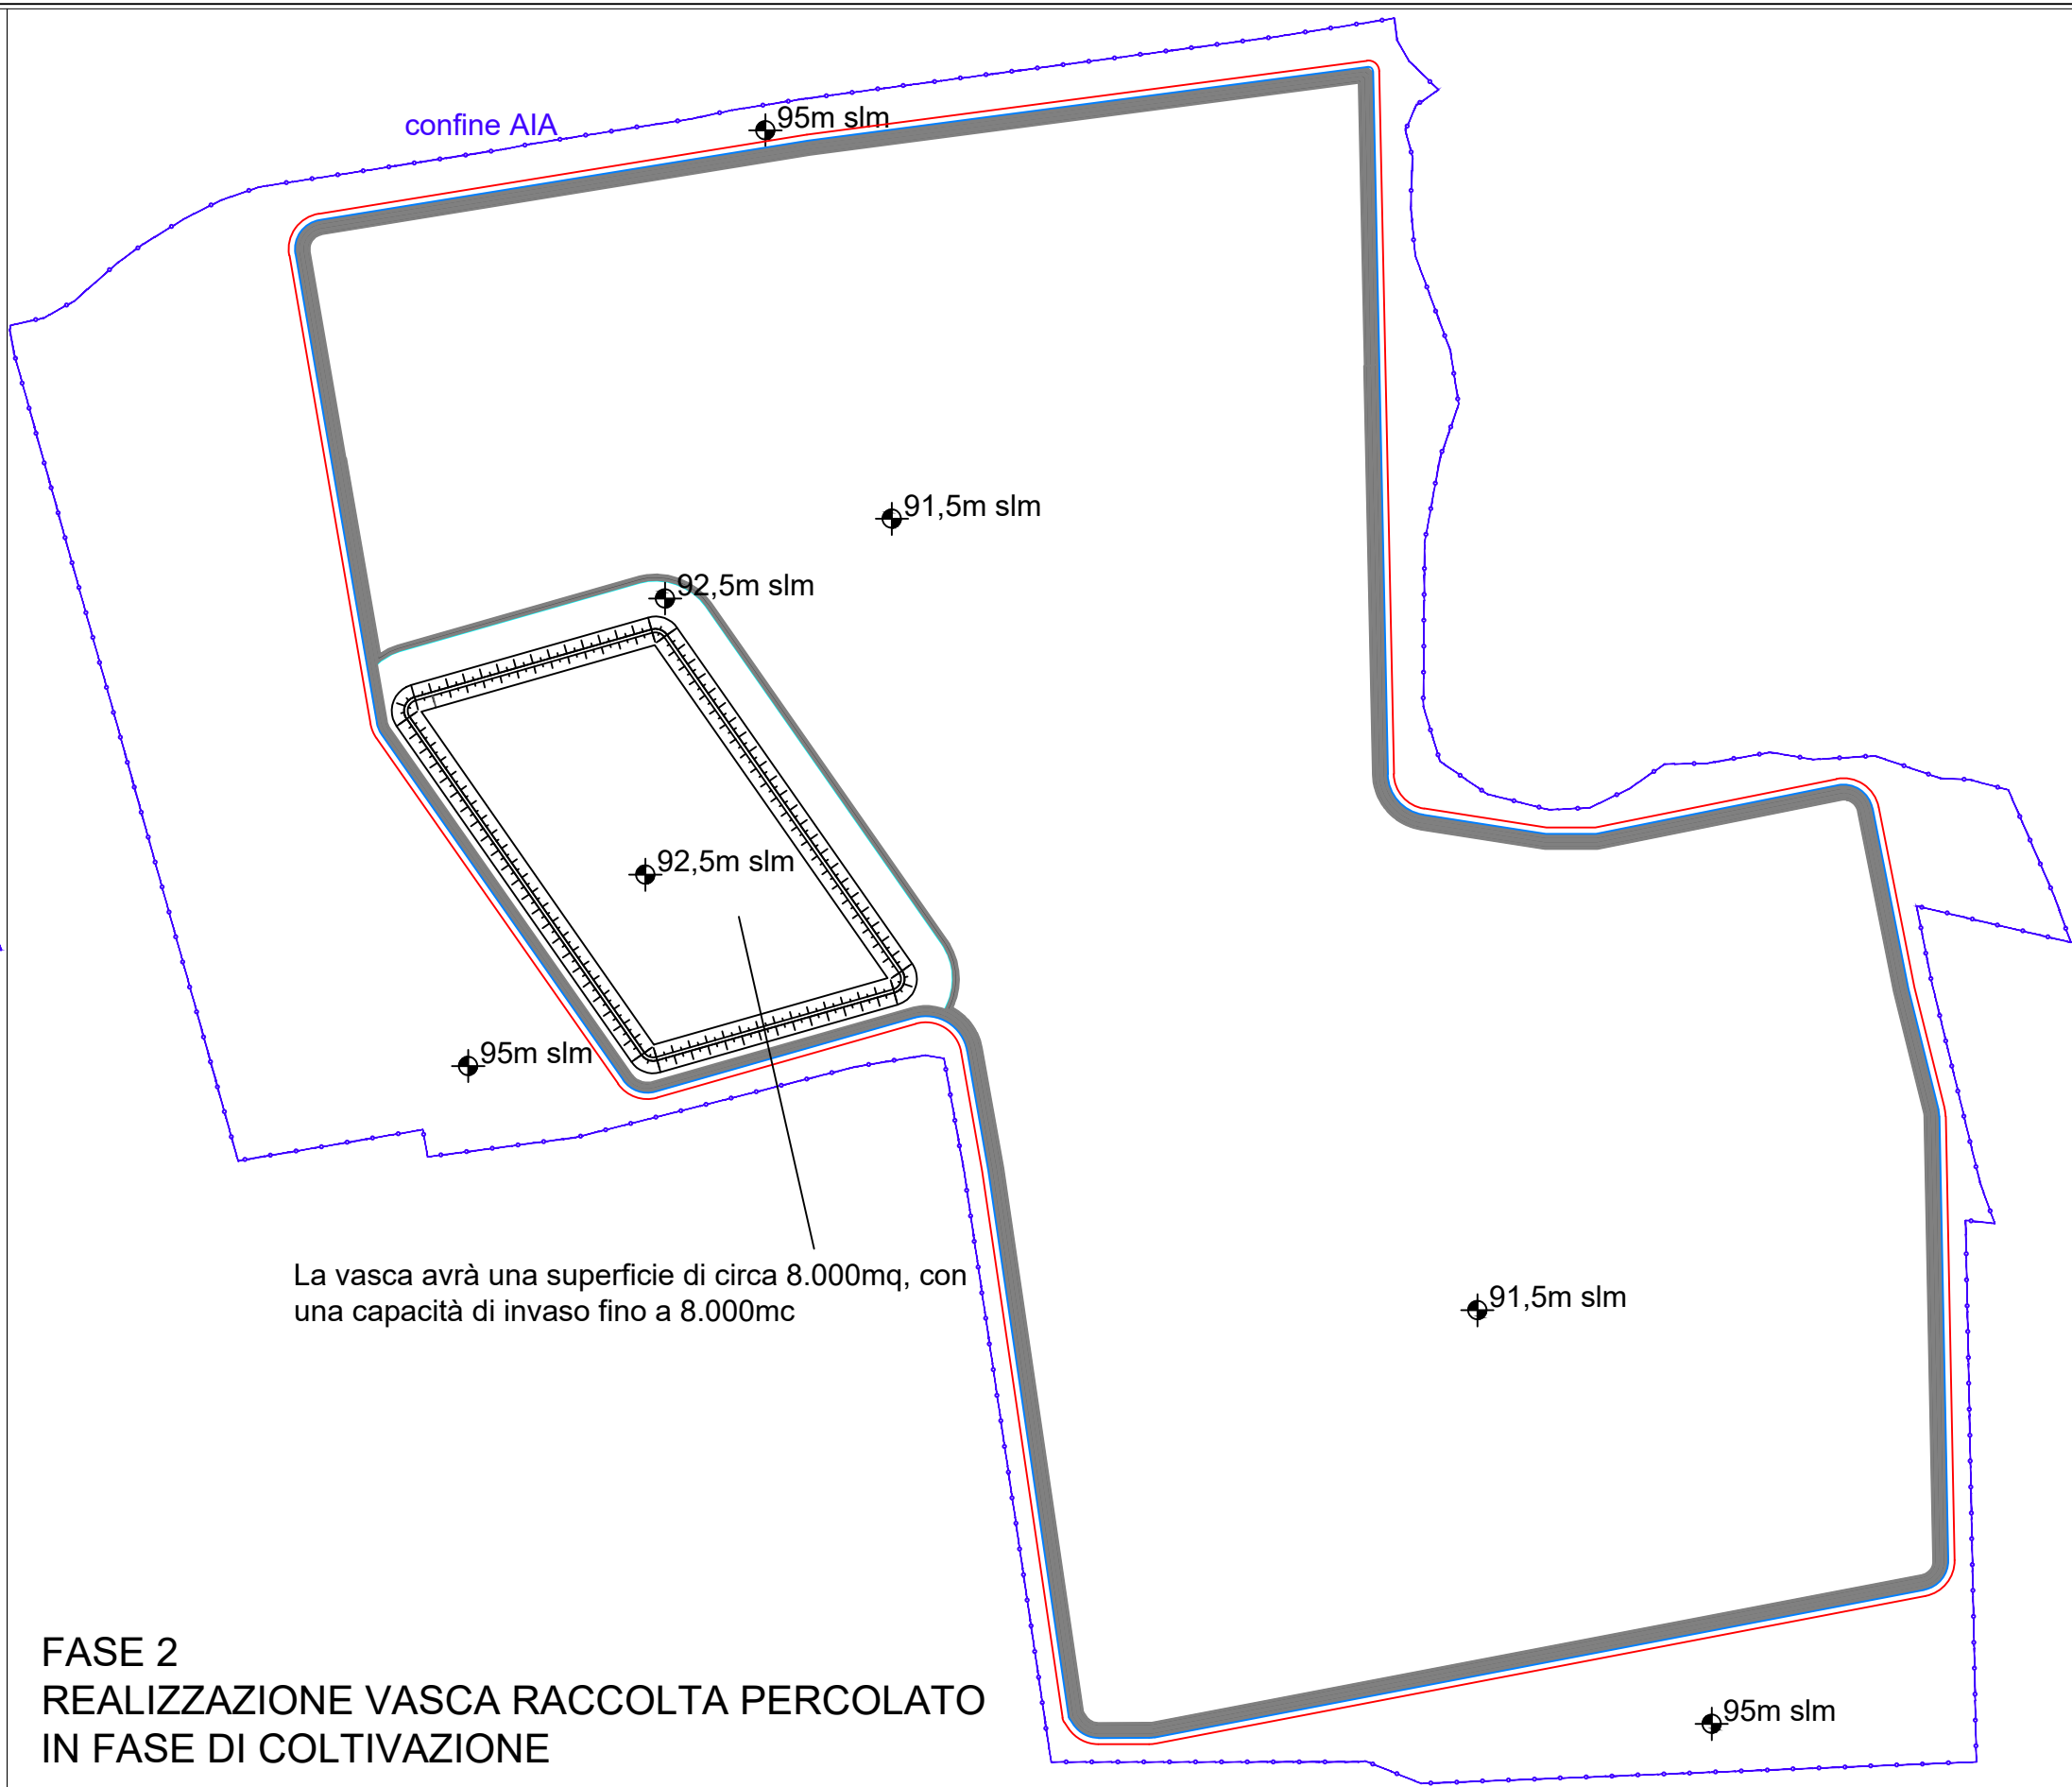 confine AIA
95m slm
91,5m slm
92,5m slm
92,5m slm
95m slm
La vasca avrà una superficie di circa 8.000mq, con
una capacità di invaso fino a 8.000mc
91,5m slm
FASE 2
REALIZZAZIONE VASCA RACCOLTA PERCOLATO
IN FASE DI COLTIVAZIONE
95m slm